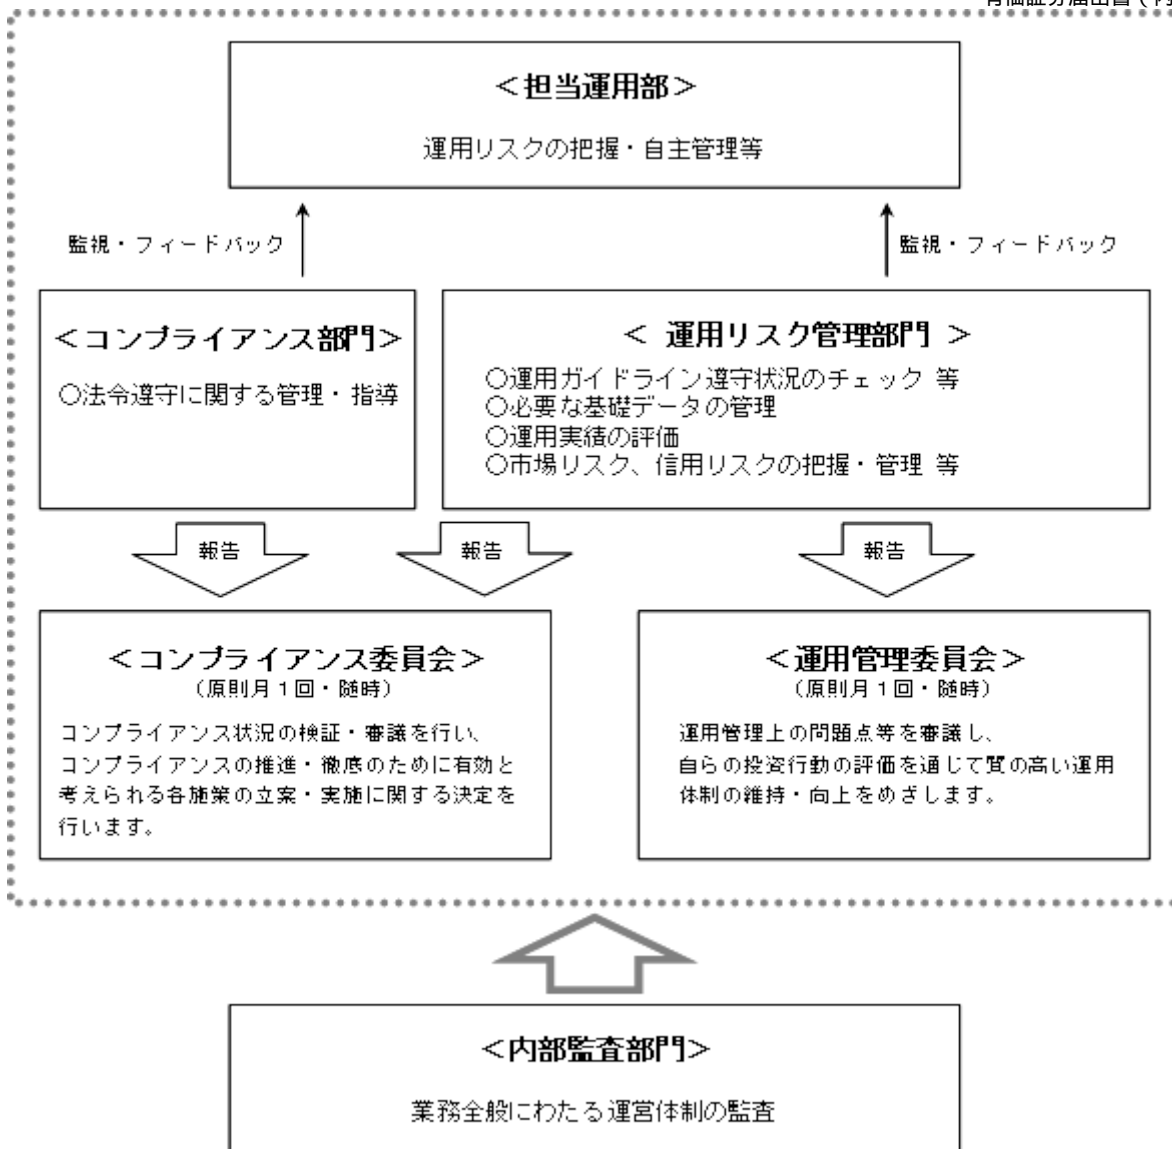 ＜担当運用部＞
運用リスクの把握・自主管理等
監視・フィードバック
監視・フィードバック
＜コンプライアンス部門＞
○法令遵守に関する管理・指導
＜ 運用リスク管理部門 ＞
○運用ガイドライン遵守状況のチェック 等
○必要な基礎データの管理
○運用実績の評価
○市場リスク、信用リスクの把握・管理 等
報告
報告
報告
＜コンプライアンス委員会＞
（原則月１回・随時）
コンプライアンス状況の検証・審議を行い、
コンプライアンスの推進・徹底のために有効と
考えられる各施策の立案・実施に関する決定を
行います。
＜運用管理委員会＞
（原則月１回・随時）
運用管理上の問題点等を審議し、
自らの投資行動の評価を通じて質の高い運用
体制の維持・向上をめざします。
＜内部監査部門＞
業務全般にわたる運営体制の監査